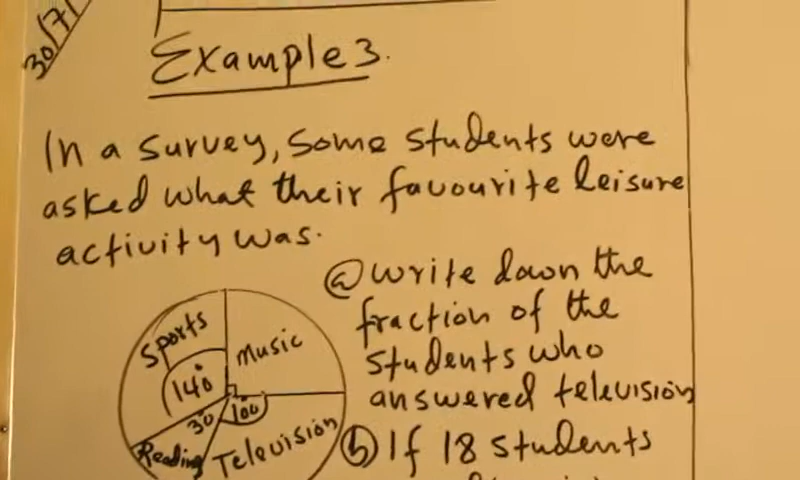 30/7/
Example 3.
In a survey, some students were
asked what their favourite leisure
activity was.
@ write down the
fraction of the
students who
answered television
(b) If 18 students
Sports
Music
140°
30°
100°
Reading
Television